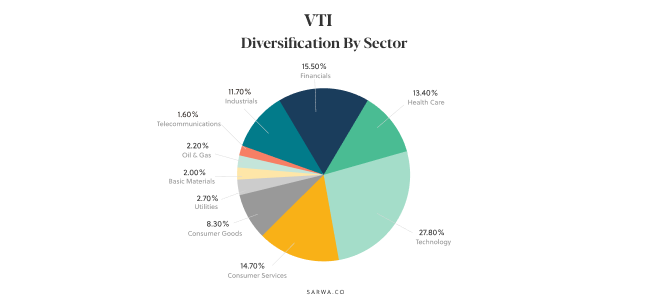 VTI
Diversification By Sector
15.50%
Financials
13.40%
Health Care
27.80%
Technology
14.70%
Consumer Services
8.30%
Consumer Goods
2.70%
Utilities
2.00%
Basic Materials
2.20%
Oil & Gas
1.60%
Telecommunications
11.70%
Industrials
SARWA.CO